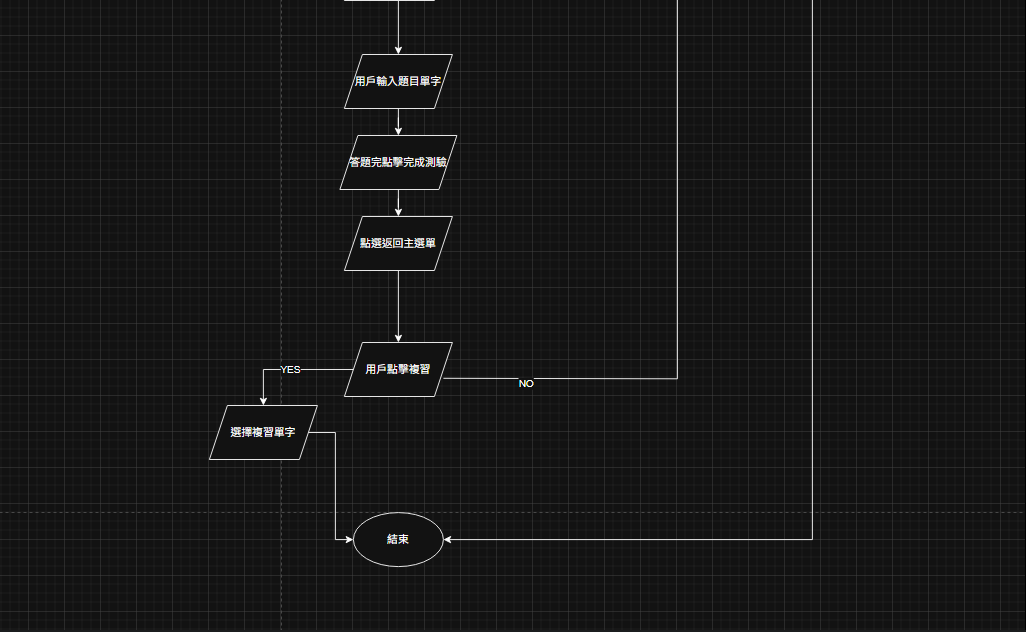 用戶輸入題目單字
答題完點擊完成測驗
點選返回主選單
用戶點擊複習
YES
NO
選擇複習單字
結束